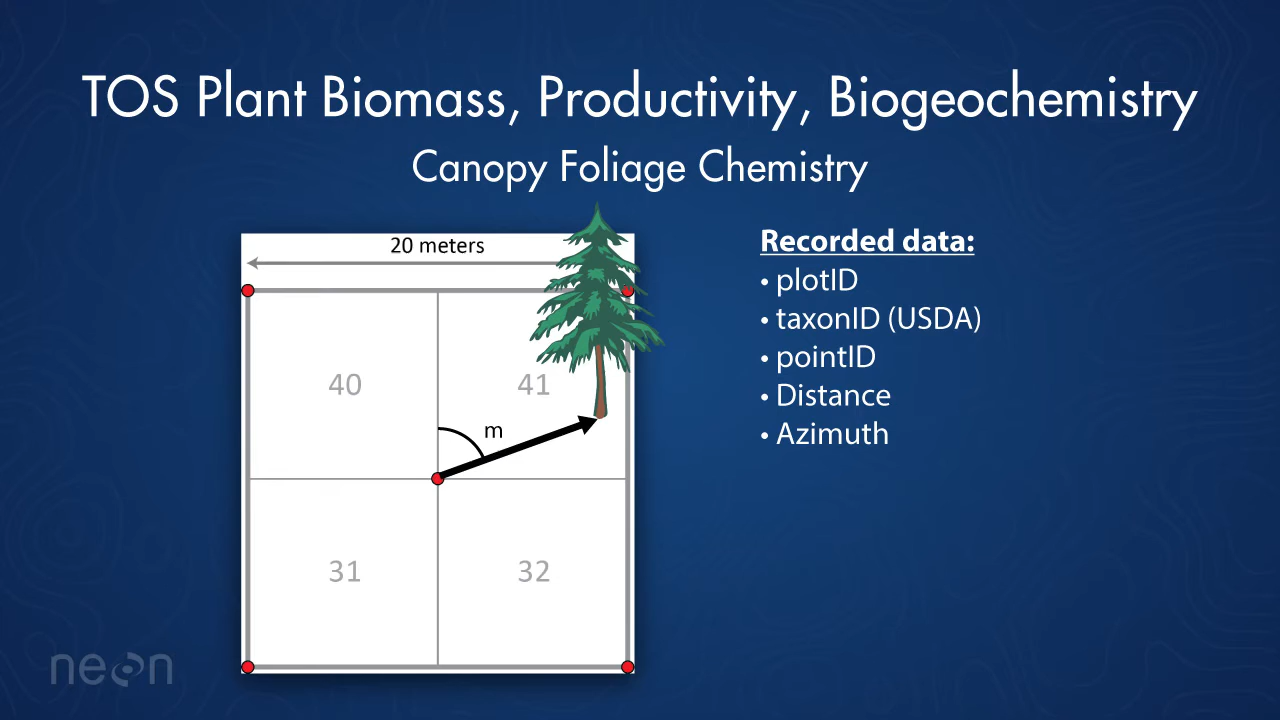 TOS Plant Biomass, Productivity, Biogeochemistry
Canopy Foliage Chemistry
20 meters
40
41
m
31
32
Recorded data:
• plotID
• taxonID (USDA)
• pointID
• Distance
• Azimuth
neon